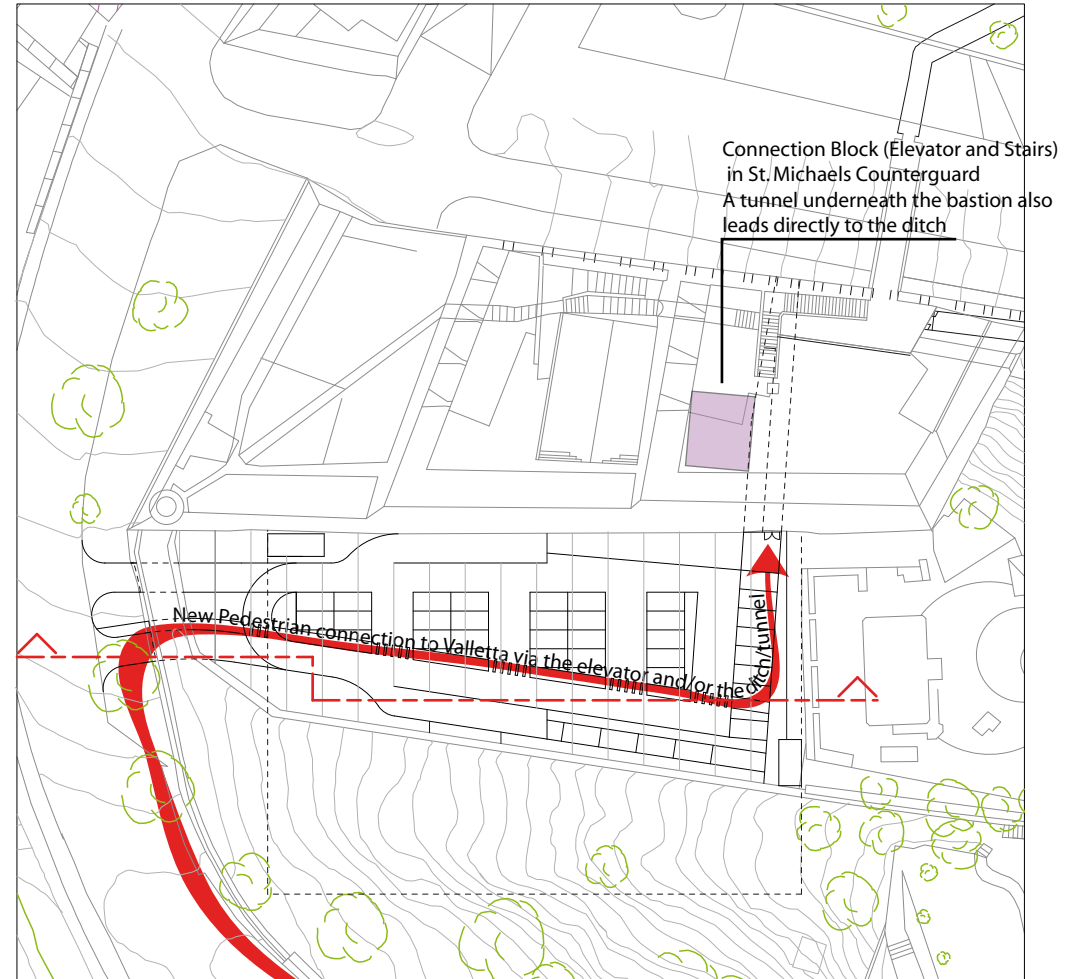 Connection Block (Elevator and Stairs)
in St. Michaels Counterguard
A tunnel underneath the bastion also
leads directly to the ditch
New Pedestrian connection to Valletta via the elevator and/or the ditch/tunnel